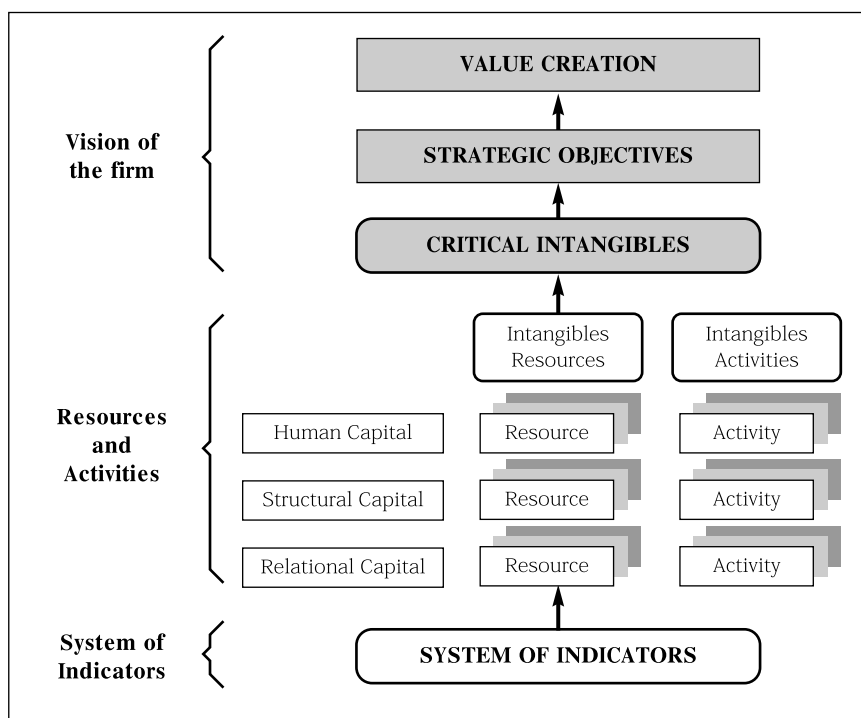 VALUE CREATION
Vision of
the firm
STRATEGIC OBJECTIVES
CRITICAL INTANGIBLES
Intangibles
Resources
Intangibles
Activities
Resources
and
Activities
Human Capital
Resource
Activity
Structural Capital
Resource
Activity
Relational Capital
Resource
Activity
System of
Indicators
SYSTEM OF INDICATORS